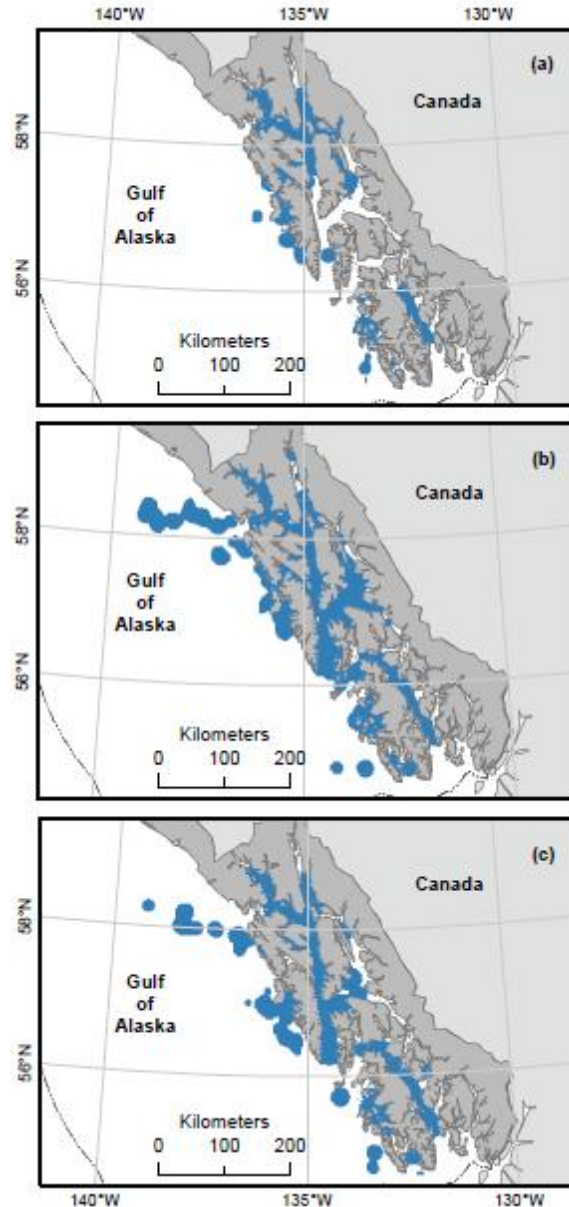 140°W 135°W 130°W
(a)
Canada
58°N
Gulf
of
Alaska
56°N
Kilometers
0 100 200
(b)
Canada
58°N
Gulf
of
Alaska
56°N
Kilometers
0 100 200
(c)
Canada
58°N
Gulf
of
Alaska
56°N
Kilometers
0 100 200
140°W 135°W 130°W